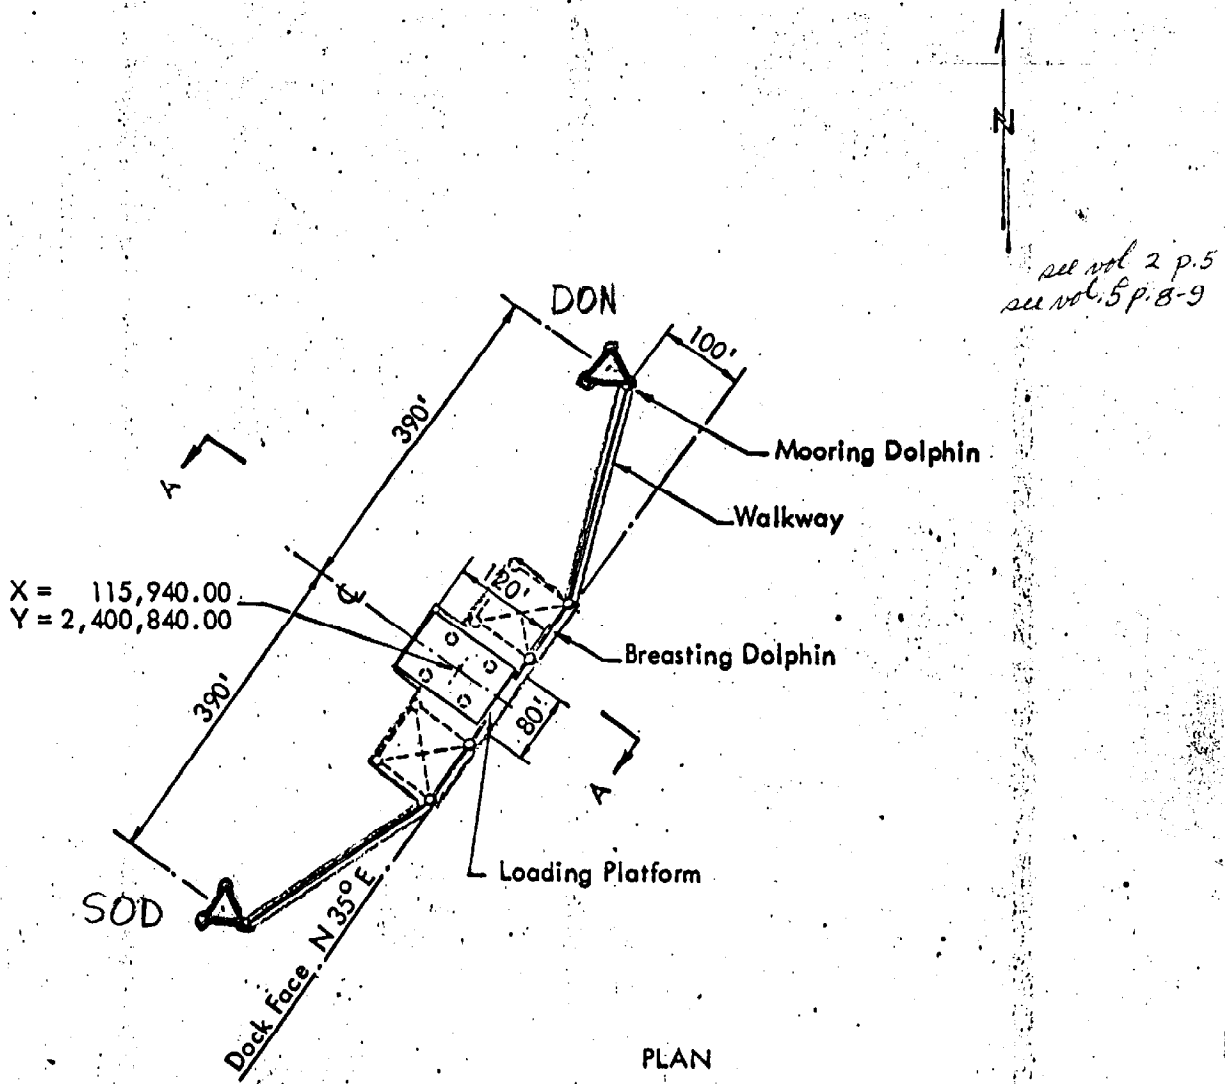 N
see vol 2 p.5
see vol. 5 p. 8-9
DON
100'
390'
Mooring Dolphin
A
Walkway
X = 115,940.00
Y = 2,400,840.00
℄
120'
Breasting Dolphin
390'
80'
A
Loading Platform
SOD
Dock Face N 35° E
PLAN